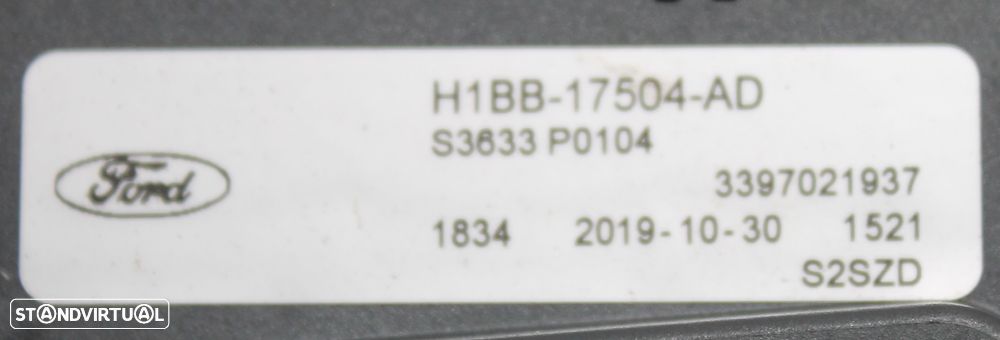 H1BB-17504-AD
S3633 P0104
Ford
3397021937
1834 2019-10-30 1521
S2SZD
STANDVIRTUAL